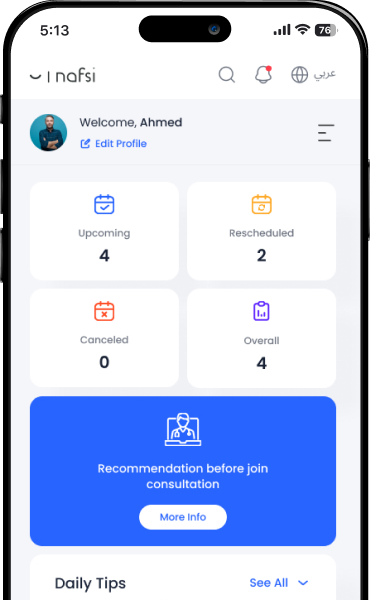 5:13
76
nafsi
عربي
Welcome, Ahmed
Edit Profile
Upcoming
4
Rescheduled
2
Canceled
0
Overall
4
Recommendation before join
consultation
More Info
Daily Tips
See All